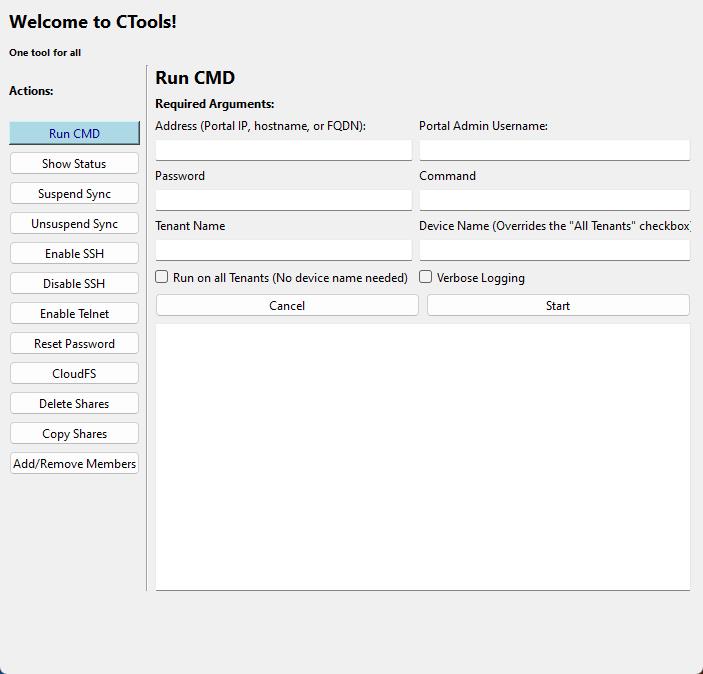 Welcome to CTools!
One tool for all
Actions:
Run CMD
Show Status
Suspend Sync
Unsuspend Sync
Enable SSH
Disable SSH
Enable Telnet
Reset Password
CloudFS
Delete Shares
Copy Shares
Add/Remove Members
Run CMD
Required Arguments:
Address (Portal IP, hostname, or FQDN):
Portal Admin Username:
Password
Command
Tenant Name
Device Name (Overrides the "All Tenants" checkbox)
Run on all Tenants (No device name needed)
Verbose Logging
Cancel
Start